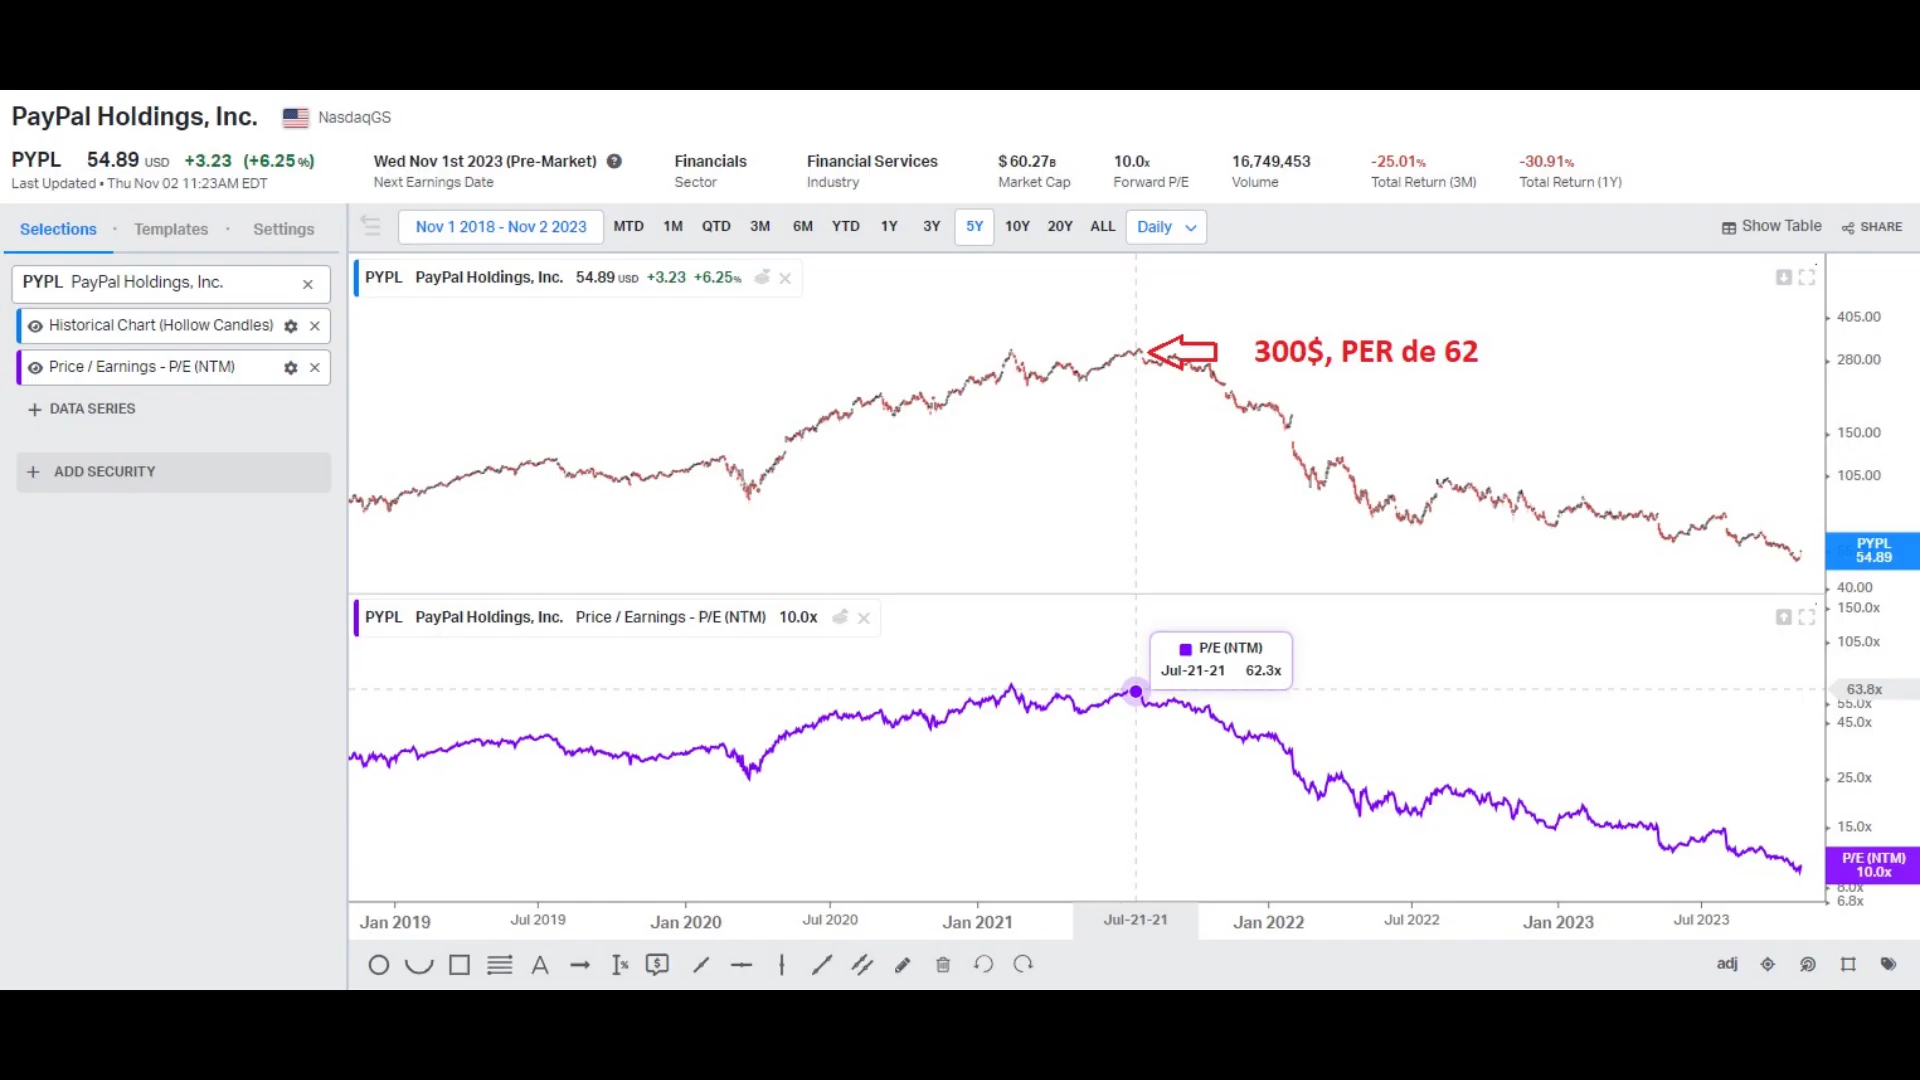 PayPal Holdings, Inc. NasdaqGS
PYPL 54.89 USD +3.23 (+6.25%)
Last Updated • Thu Nov 02 11:23AM EDT
Wed Nov 1st 2023 (Pre-Market) ?
Next Earnings Date
Financials
Sector
Financial Services
Industry
$ 60.27B
Market Cap
10.0x
Forward P/E
16,749,453
Volume
-25.01%
Total Return (3M)
-30.91%
Total Return (1Y)
Selections · Templates · Settings
Nov 1 2018 - Nov 2 2023 MTD 1M QTD 3M 6M YTD 1Y 3Y 5Y 10Y 20Y ALL Daily
Show Table SHARE
PYPL PayPal Holdings, Inc.
Historical Chart (Hollow Candles)
Price / Earnings - P/E (NTM)
+ DATA SERIES
+ ADD SECURITY
PYPL PayPal Holdings, Inc. 54.89 USD +3.23 +6.25%
300$, PER de 62
405.00
280.00
150.00
105.00
PYPL
54.89
40.00
PYPL PayPal Holdings, Inc. Price / Earnings - P/E (NTM) 10.0x
P/E (NTM)
Jul-21-21 62.3x
150.0x
105.0x
63.8x
55.0x
45.0x
25.0x
15.0x
P/E (NTM)
10.0x
8.0x
6.8x
Jan 2019 Jul 2019 Jan 2020 Jul 2020 Jan 2021 Jul-21-21 Jan 2022 Jul 2022 Jan 2023 Jul 2023
A % $
adj